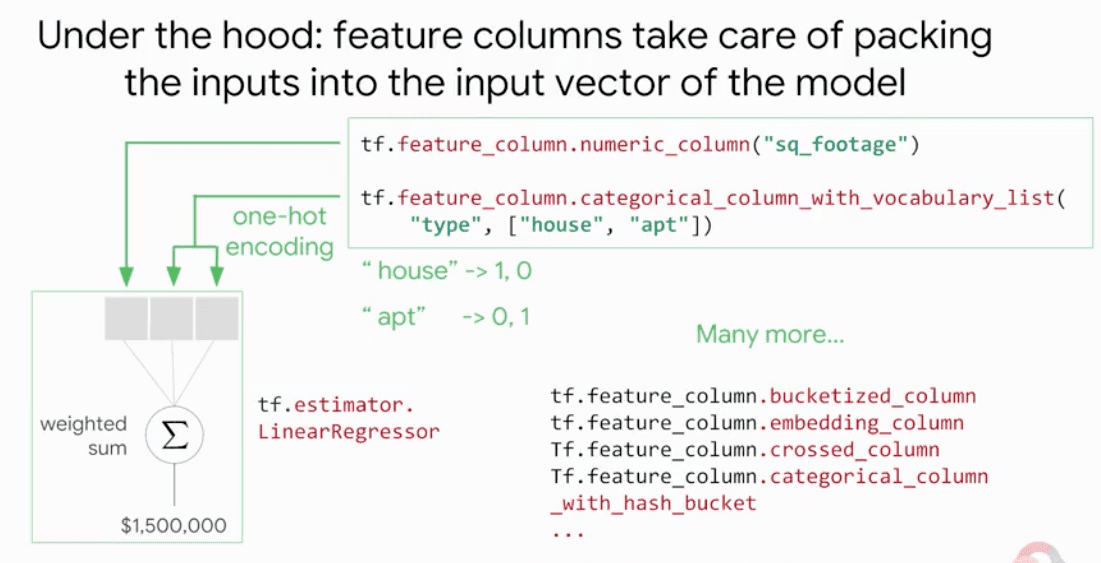 Under the hood: feature columns take care of packing
the inputs into the input vector of the model
tf.feature_column.numeric_column("sq_footage")
tf.feature_column.categorical_column_with_vocabulary_list(
"type", ["house", "apt"])
one-hot
encoding
“ house” -> 1, 0
“ apt” -> 0, 1
Many more...
weighted
sum
Σ
$1,500,000
tf.estimator.
LinearRegressor
tf.feature_column.bucketized_column
tf.feature_column.embedding_column
Tf.feature_column.crossed_column
Tf.feature_column.categorical_column
_with_hash_bucket
...